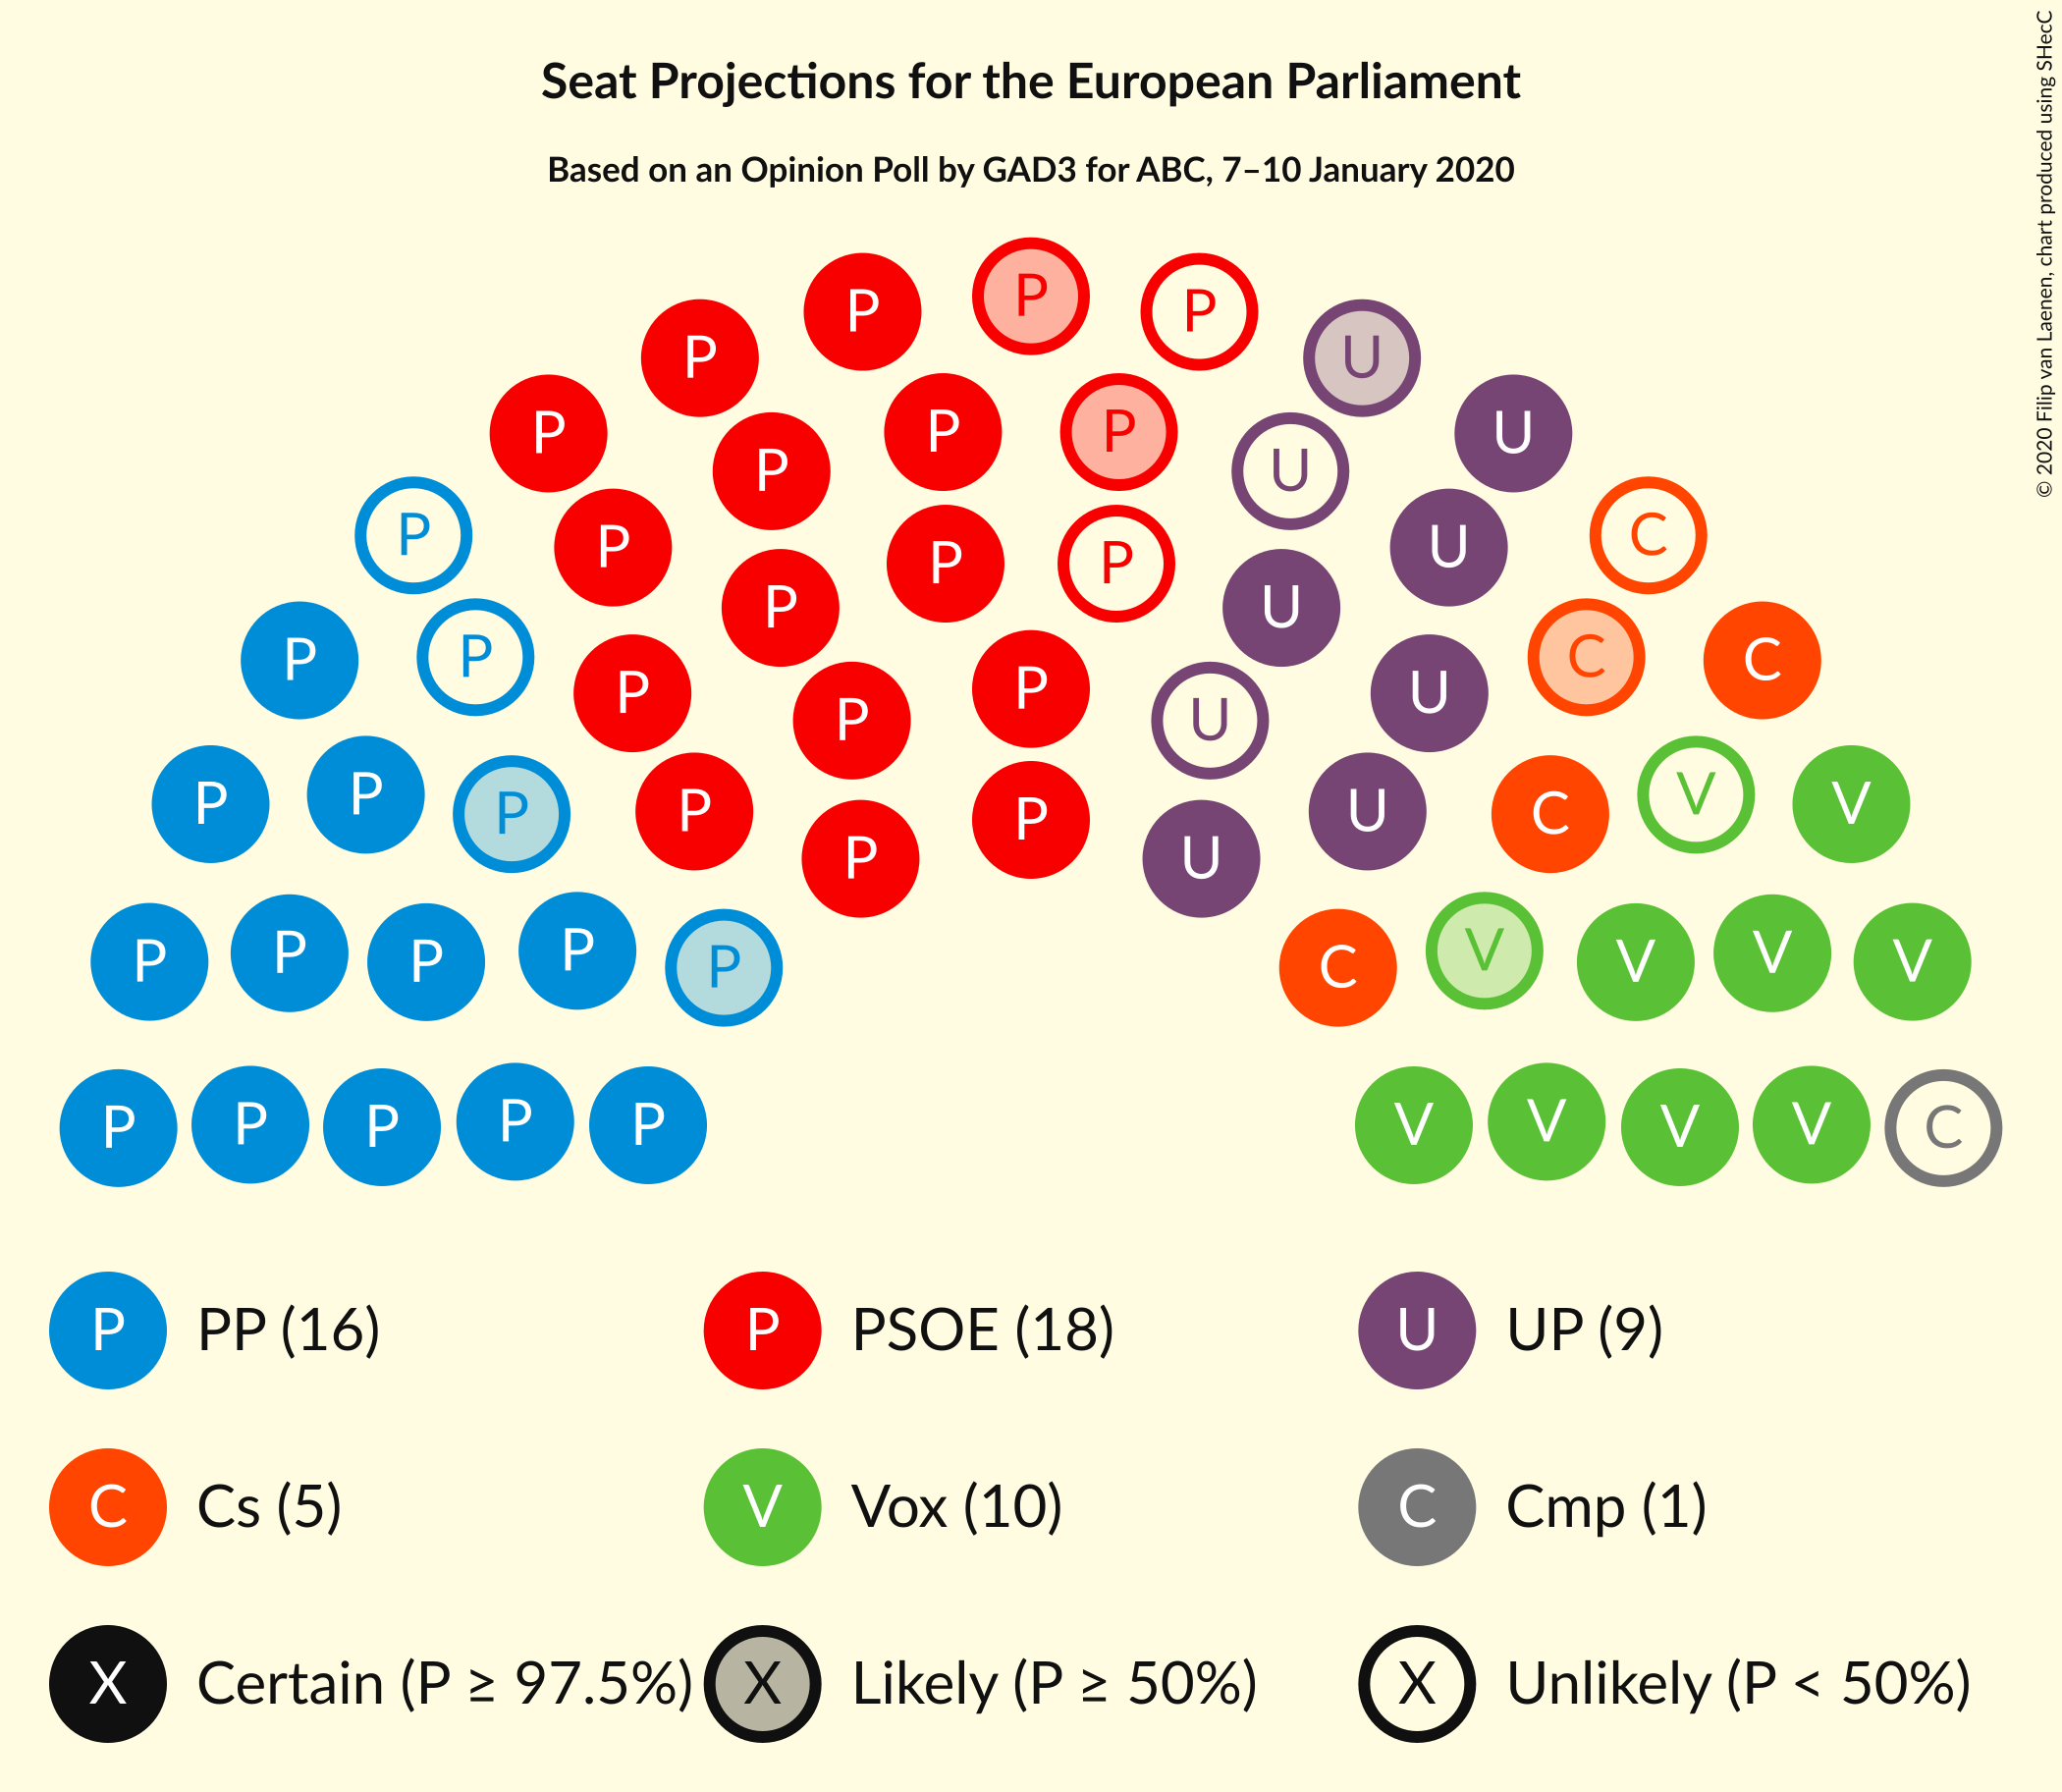 Seat Projections for the European Parliament
Based on an Opinion Poll by GAD3 for ABC, 7–10 January 2020
© 2020 Filip van Laenen, chart produced using SHecC
P P P
P P U
P P P U
P U
P P U
P P P C
P P U
P P C C
P P U
P P P U
P P P P U C V V
P P U
P P P P P C V V V V
P P P P P V V V V C
P PP (16) P PSOE (18) U UP (9)
C Cs (5) V Vox (10) C Cmp (1)
X Certain (P ≥ 97.5%) X Likely (P ≥ 50%) X Unlikely (P < 50%)